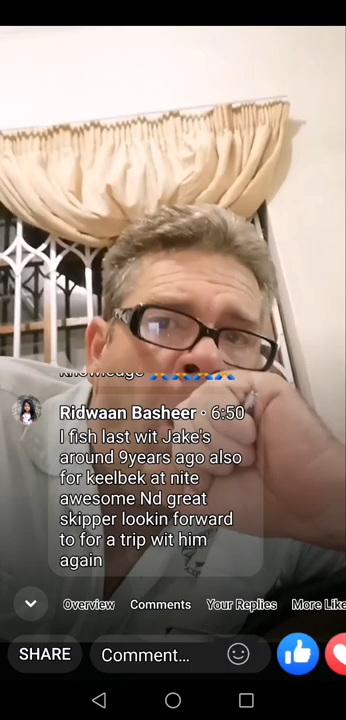 knowledge
Ridwaan Basheer · 6:50
I fish last wit Jake's
around 9years ago also
for keelbek at nite
awesome Nd great
skipper lookin forward
to for a trip wit him
again
Overview Comments Your Replies More Like
SHARE Comment...